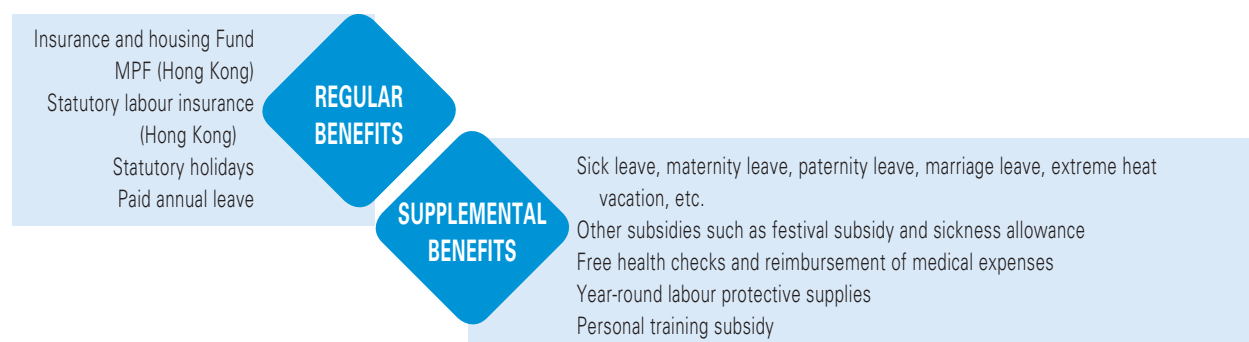 Insurance and housing Fund
MPF (Hong Kong)
Statutory labour insurance
(Hong Kong)
Statutory holidays
Paid annual leave
REGULAR
BENEFITS
SUPPLEMENTAL
BENEFITS
Sick leave, maternity leave, paternity leave, marriage leave, extreme heat
vacation, etc.
Other subsidies such as festival subsidy and sickness allowance
Free health checks and reimbursement of medical expenses
Year-round labour protective supplies
Personal training subsidy